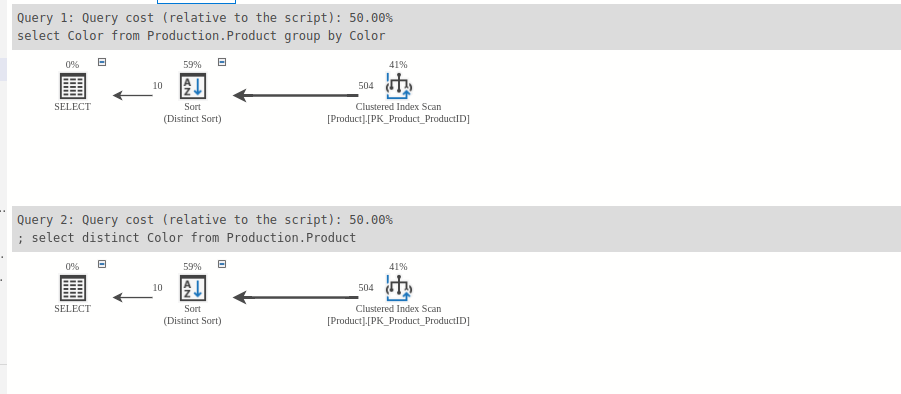 Query 1: Query cost (relative to the script): 50.00%
select Color from Production.Product group by Color
0%
59%
41%
10
504
SELECT
Sort
Clustered Index Scan
(Distinct Sort)
[Product].[PK_Product_ProductID]
Query 2: Query cost (relative to the script): 50.00%
; select distinct Color from Production.Product
0%
59%
41%
10
504
SELECT
Sort
Clustered Index Scan
(Distinct Sort)
[Product].[PK_Product_ProductID]